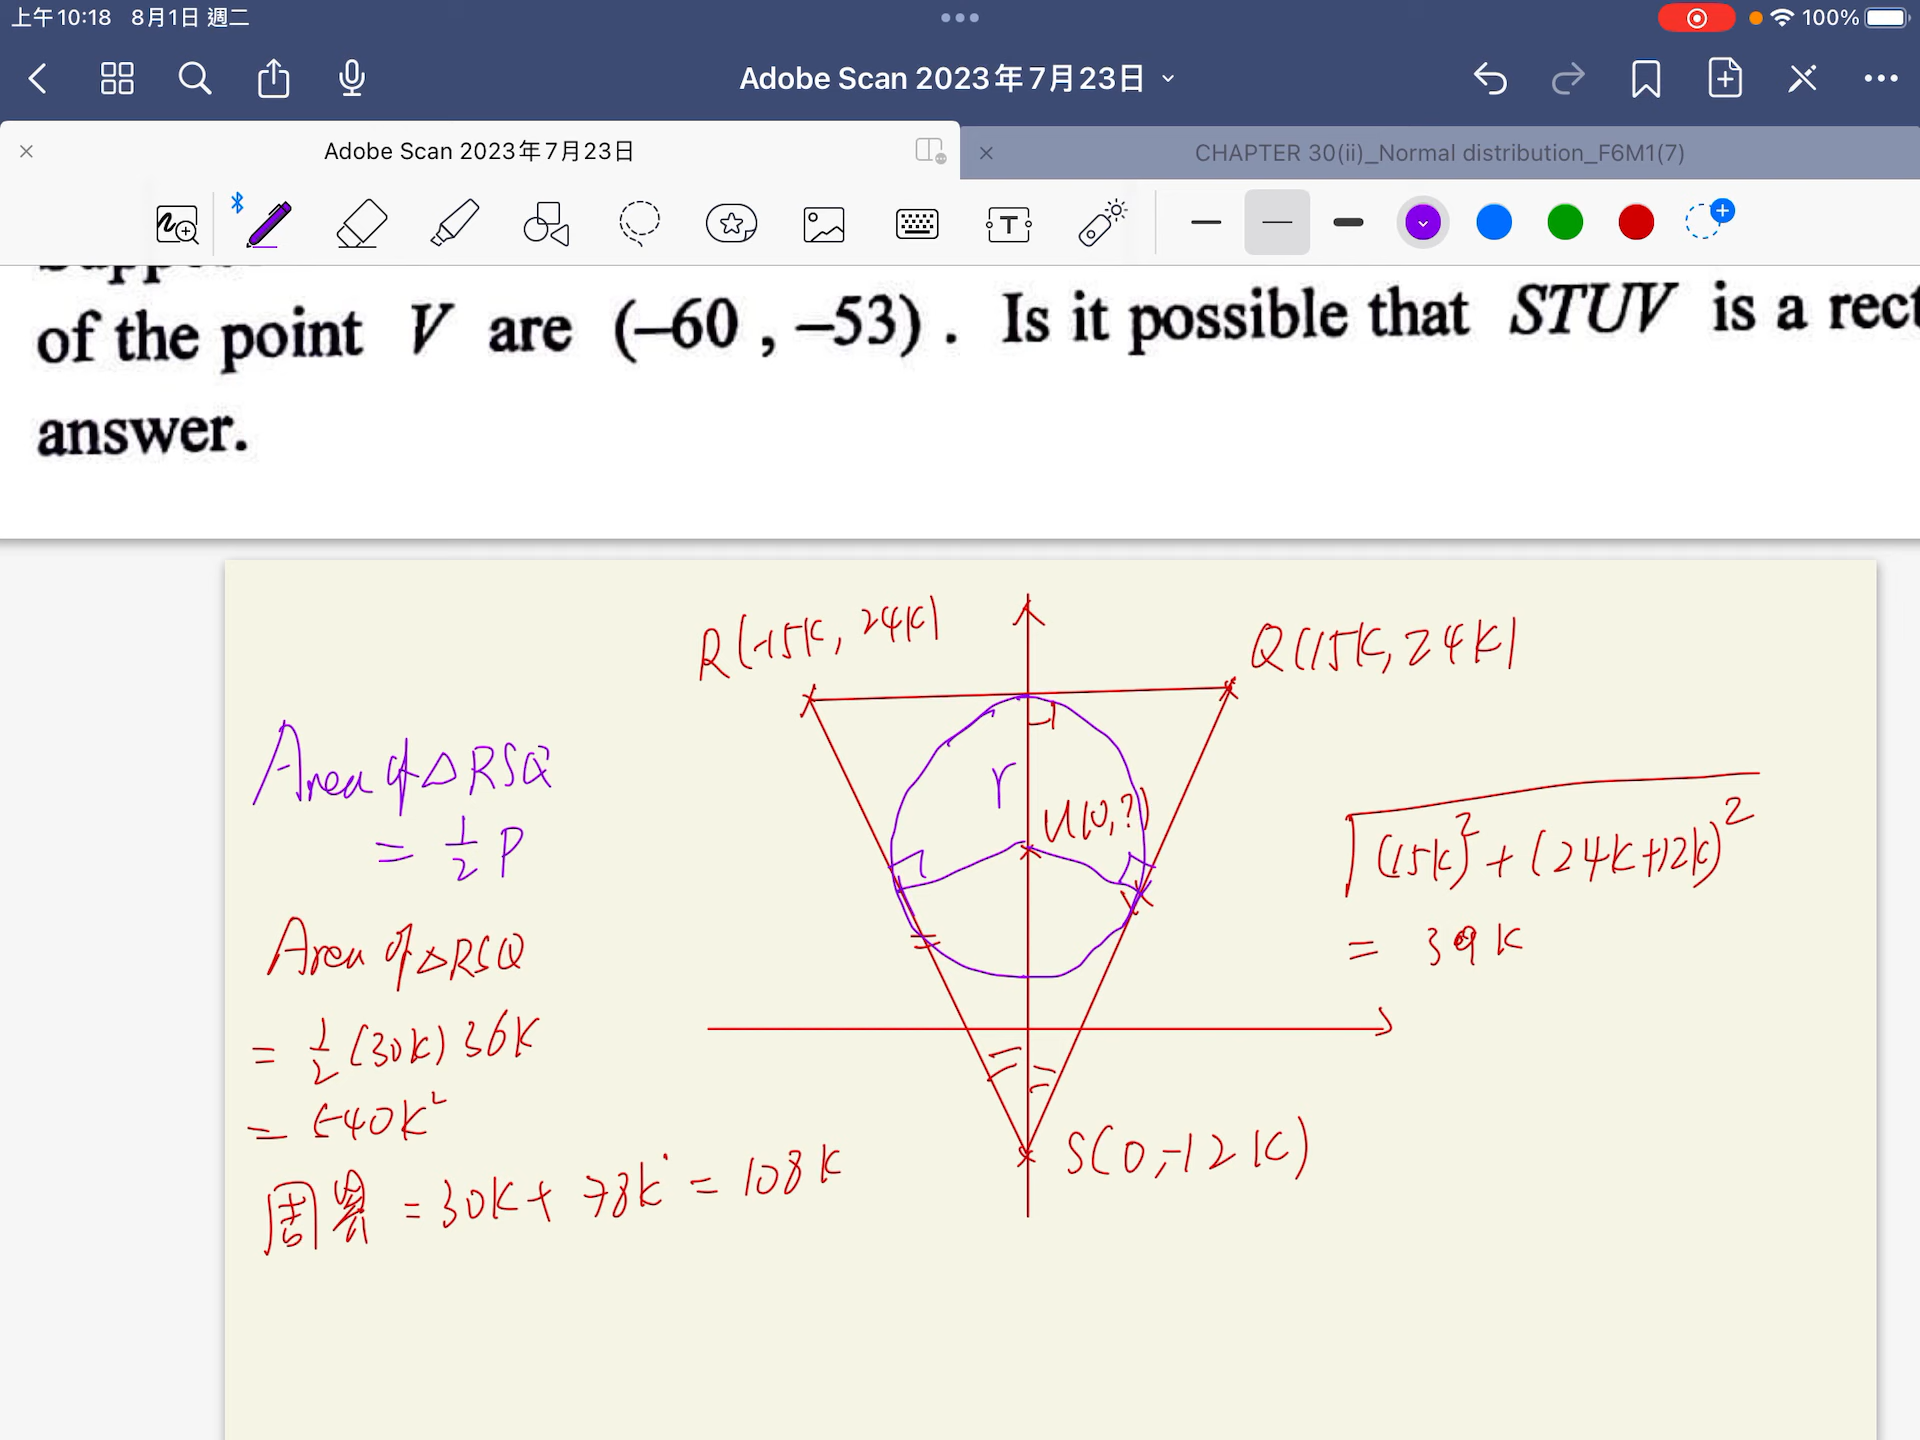 上午10:18 8月1日 週二
100%
Adobe Scan 2023年7月23日
Adobe Scan 2023年7月23日
CHAPTER 30(ii)_Normal distribution_F6M1(7)
T
of the point V are (–60 , –53) . Is it possible that STUV is a rect
answer.
R(-15K, 24K)
Q(15K, 24K)
Area of △RSQ
= ½ P
r
U(0,?)
√(15K)² + (24K+12K)²
= 39K
Area of △RSQ
= ½ (30K) 36K
= 540K²
S(0,-12K)
周界 = 30K + 78K = 108K